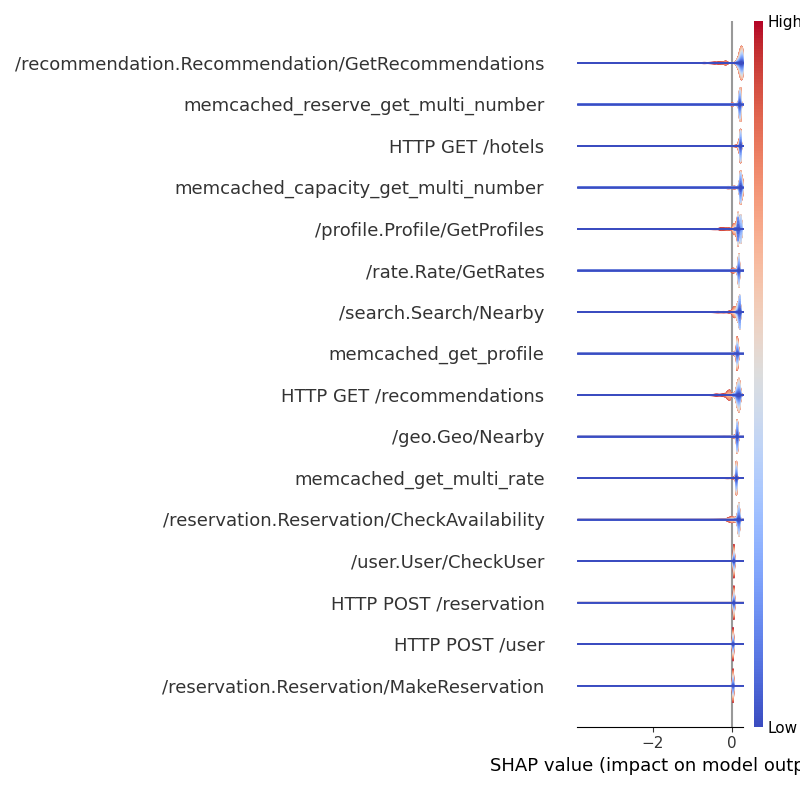 High
/recommendation.Recommendation/GetRecommendations
memcached_reserve_get_multi_number
HTTP GET /hotels
memcached_capacity_get_multi_number
/profile.Profile/GetProfiles
/rate.Rate/GetRates
/search.Search/Nearby
memcached_get_profile
HTTP GET /recommendations
/geo.Geo/Nearby
memcached_get_multi_rate
/reservation.Reservation/CheckAvailability
/user.User/CheckUser
HTTP POST /reservation
HTTP POST /user
/reservation.Reservation/MakeReservation
Low
−2 0
SHAP value (impact on model outp